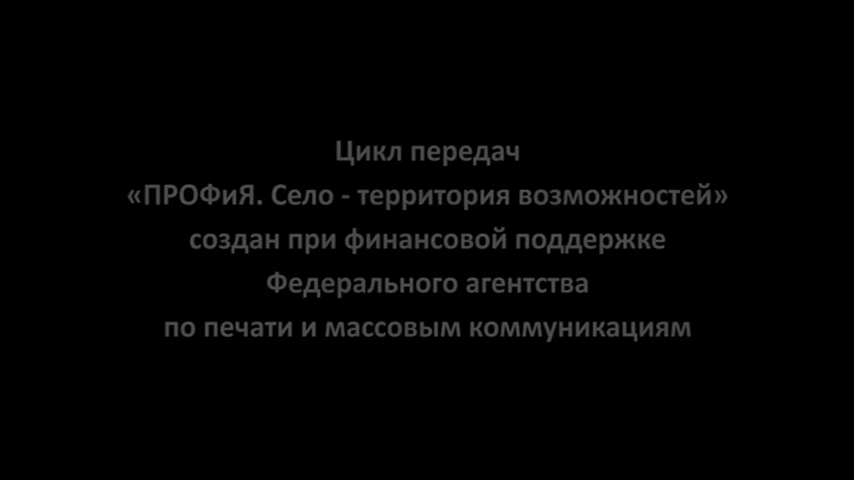 Цикл передач
«ПРОФиЯ. Село - территория возможностей»
создан при финансовой поддержке
Федерального агентства
по печати и массовым коммуникациям